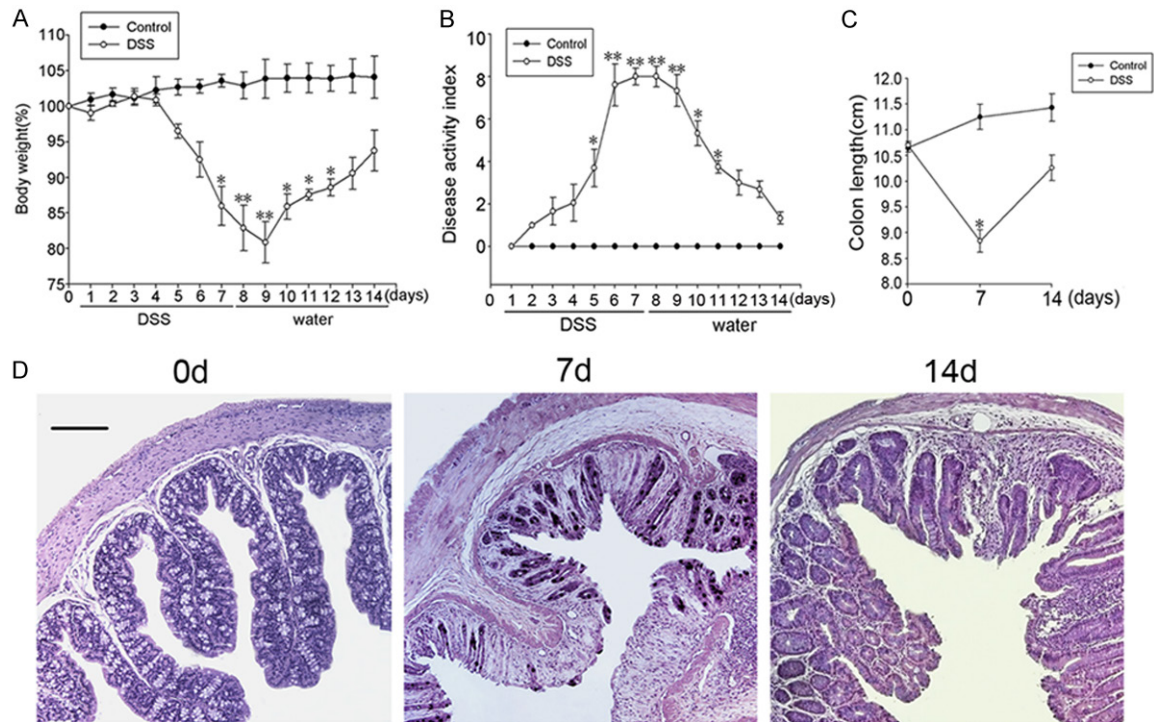 A
Control
DSS
Body weight(%)
110
105
100
95
90
85
80
75
*
**
**
*
*
*
0 1 2 3 4 5 6 7 8 9 10 11 12 13 14 (days)
DSS water
B
Control
DSS
Disease activity index
10
8
6
4
2
0
*
**
**
**
**
*
*
0 1 2 3 4 5 6 7 8 9 10 11 12 13 14 (days)
DSS water
C
Control
DSS
Colon length(cm)
12.0
11.5
11.0
10.5
10.0
9.5
9.0
8.5
8.0
*
0 7 14 (days)
D
0d 7d 14d